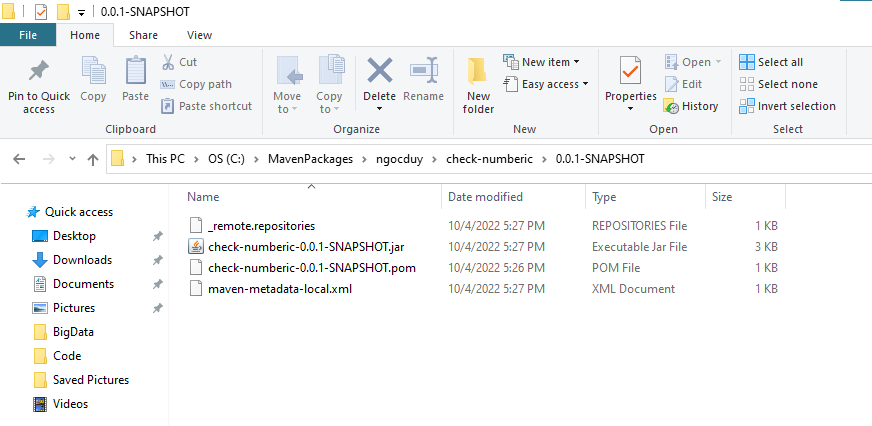 0.0.1-SNAPSHOT
File Home Share View
Pin to Quick access
Copy
Paste
Cut
Copy path
Paste shortcut
Clipboard
Move to
Copy to
Delete
Rename
Organize
New folder
New item
Easy access
New
Properties
Open
Edit
History
Open
Select all
Select none
Invert selection
Select
This PC > OS (C:) > MavenPackages > ngocduy > check-numberic > 0.0.1-SNAPSHOT
Name Date modified Type Size
Quick access
Desktop
Downloads
Documents
Pictures
BigData
Code
Saved Pictures
Videos
_remote.repositories 10/4/2022 5:27 PM REPOSITORIES File 1 KB
check-numberic-0.0.1-SNAPSHOT.jar 10/4/2022 5:27 PM Executable Jar File 3 KB
check-numberic-0.0.1-SNAPSHOT.pom 10/4/2022 5:26 PM POM File 1 KB
maven-metadata-local.xml 10/4/2022 5:27 PM XML Document 1 KB